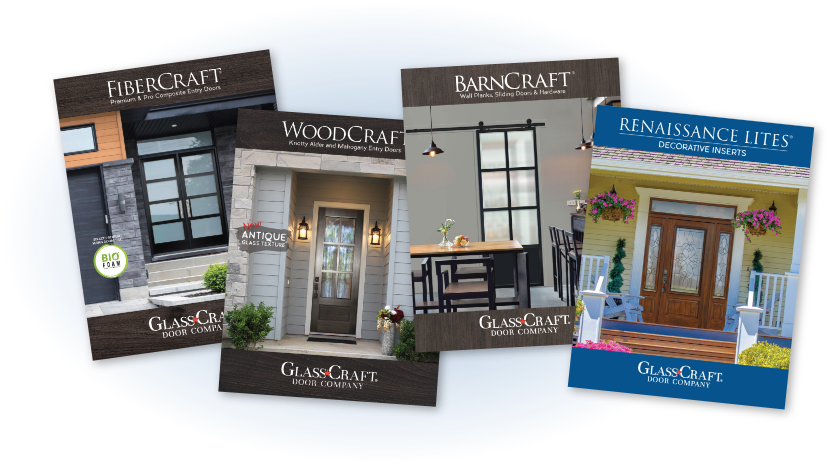 FIBERCRAFT
Premium & Pro Composite Entry Doors
BIO
FOAM
GLASSCRA
DOOR COMPANY
WOODCRAFT
Knotty Alder and Mahogany Entry Doors
NEW!
ANTIQUE
GLASS TEXTURE
GLASSCRAFT®
DOOR COMPANY
BARNCRAFT®
Wall Planks, Sliding Doors & Hardware
GLASSCRAFT®
DOOR COMPANY
RENAISSANCE LITES®
DECORATIVE INSERTS
GLASSCRAFT®
DOOR COMPANY